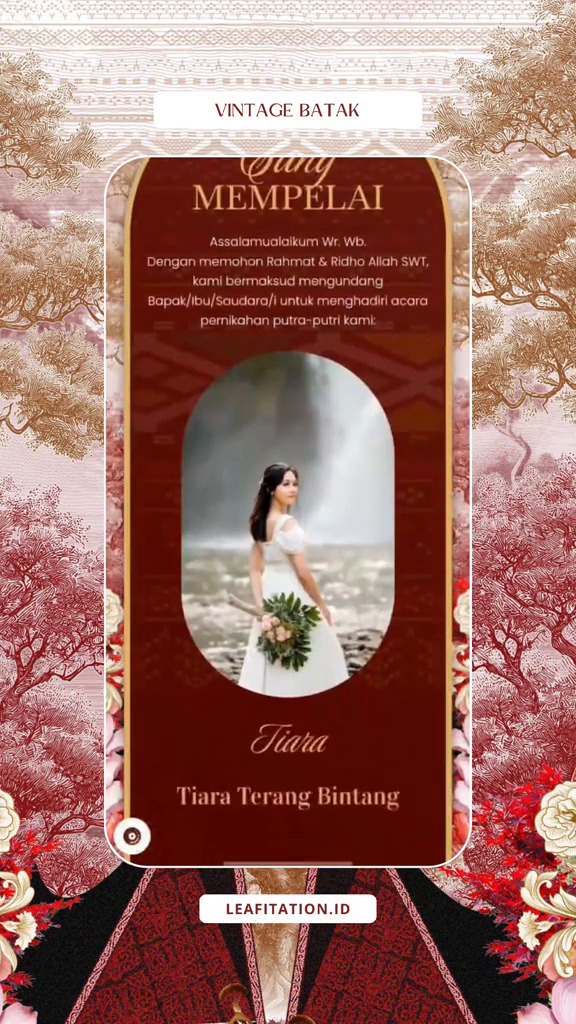 VINTAGE BATAK
Sang
MEMPELAI
Assalamualaikum Wr. Wb.
Dengan memohon Rahmat & Ridho Allah SWT,
kami bermaksud mengundang
Bapak/Ibu/Saudara/i untuk menghadiri acara
pernikahan putra-putri kami:
Tiara
Tiara Terang Bintang
LEAFITATION.ID